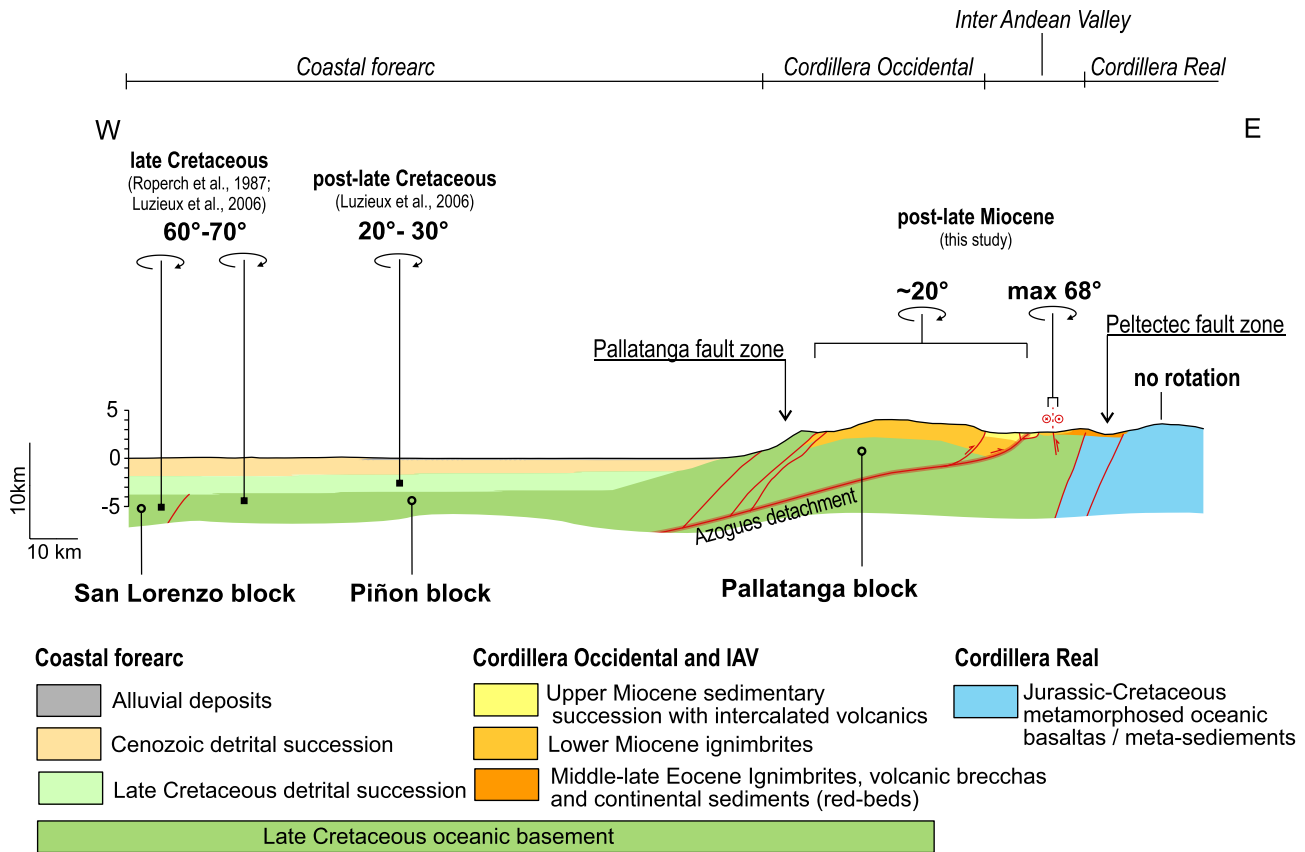 Inter Andean Valley
Coastal forearc
Cordillera Occidental
Cordillera Real
W
E
late Cretaceous
(Roperch et al., 1987;
Luzieux et al., 2006)
60°-70°
post-late Cretaceous
(Luzieux et al., 2006)
20°- 30°
post-late Miocene
(this study)
~20°
max 68°
Pallatanga fault zone
Peltectec fault zone
no rotation
5
0
-5
10km
10 km
Azogues detachment
San Lorenzo block
Piñon block
Pallatanga block
Coastal forearc
Alluvial deposits
Cenozoic detrital succession
Late Cretaceous detrital succession
Late Cretaceous oceanic basement
Cordillera Occidental and IAV
Upper Miocene sedimentary
succession with intercalated volcanics
Lower Miocene ignimbrites
Middle-late Eocene Ignimbrites, volcanic brecchas
and continental sediments (red-beds)
Cordillera Real
Jurassic-Cretaceous
metamorphosed oceanic
basaltas / meta-sediements